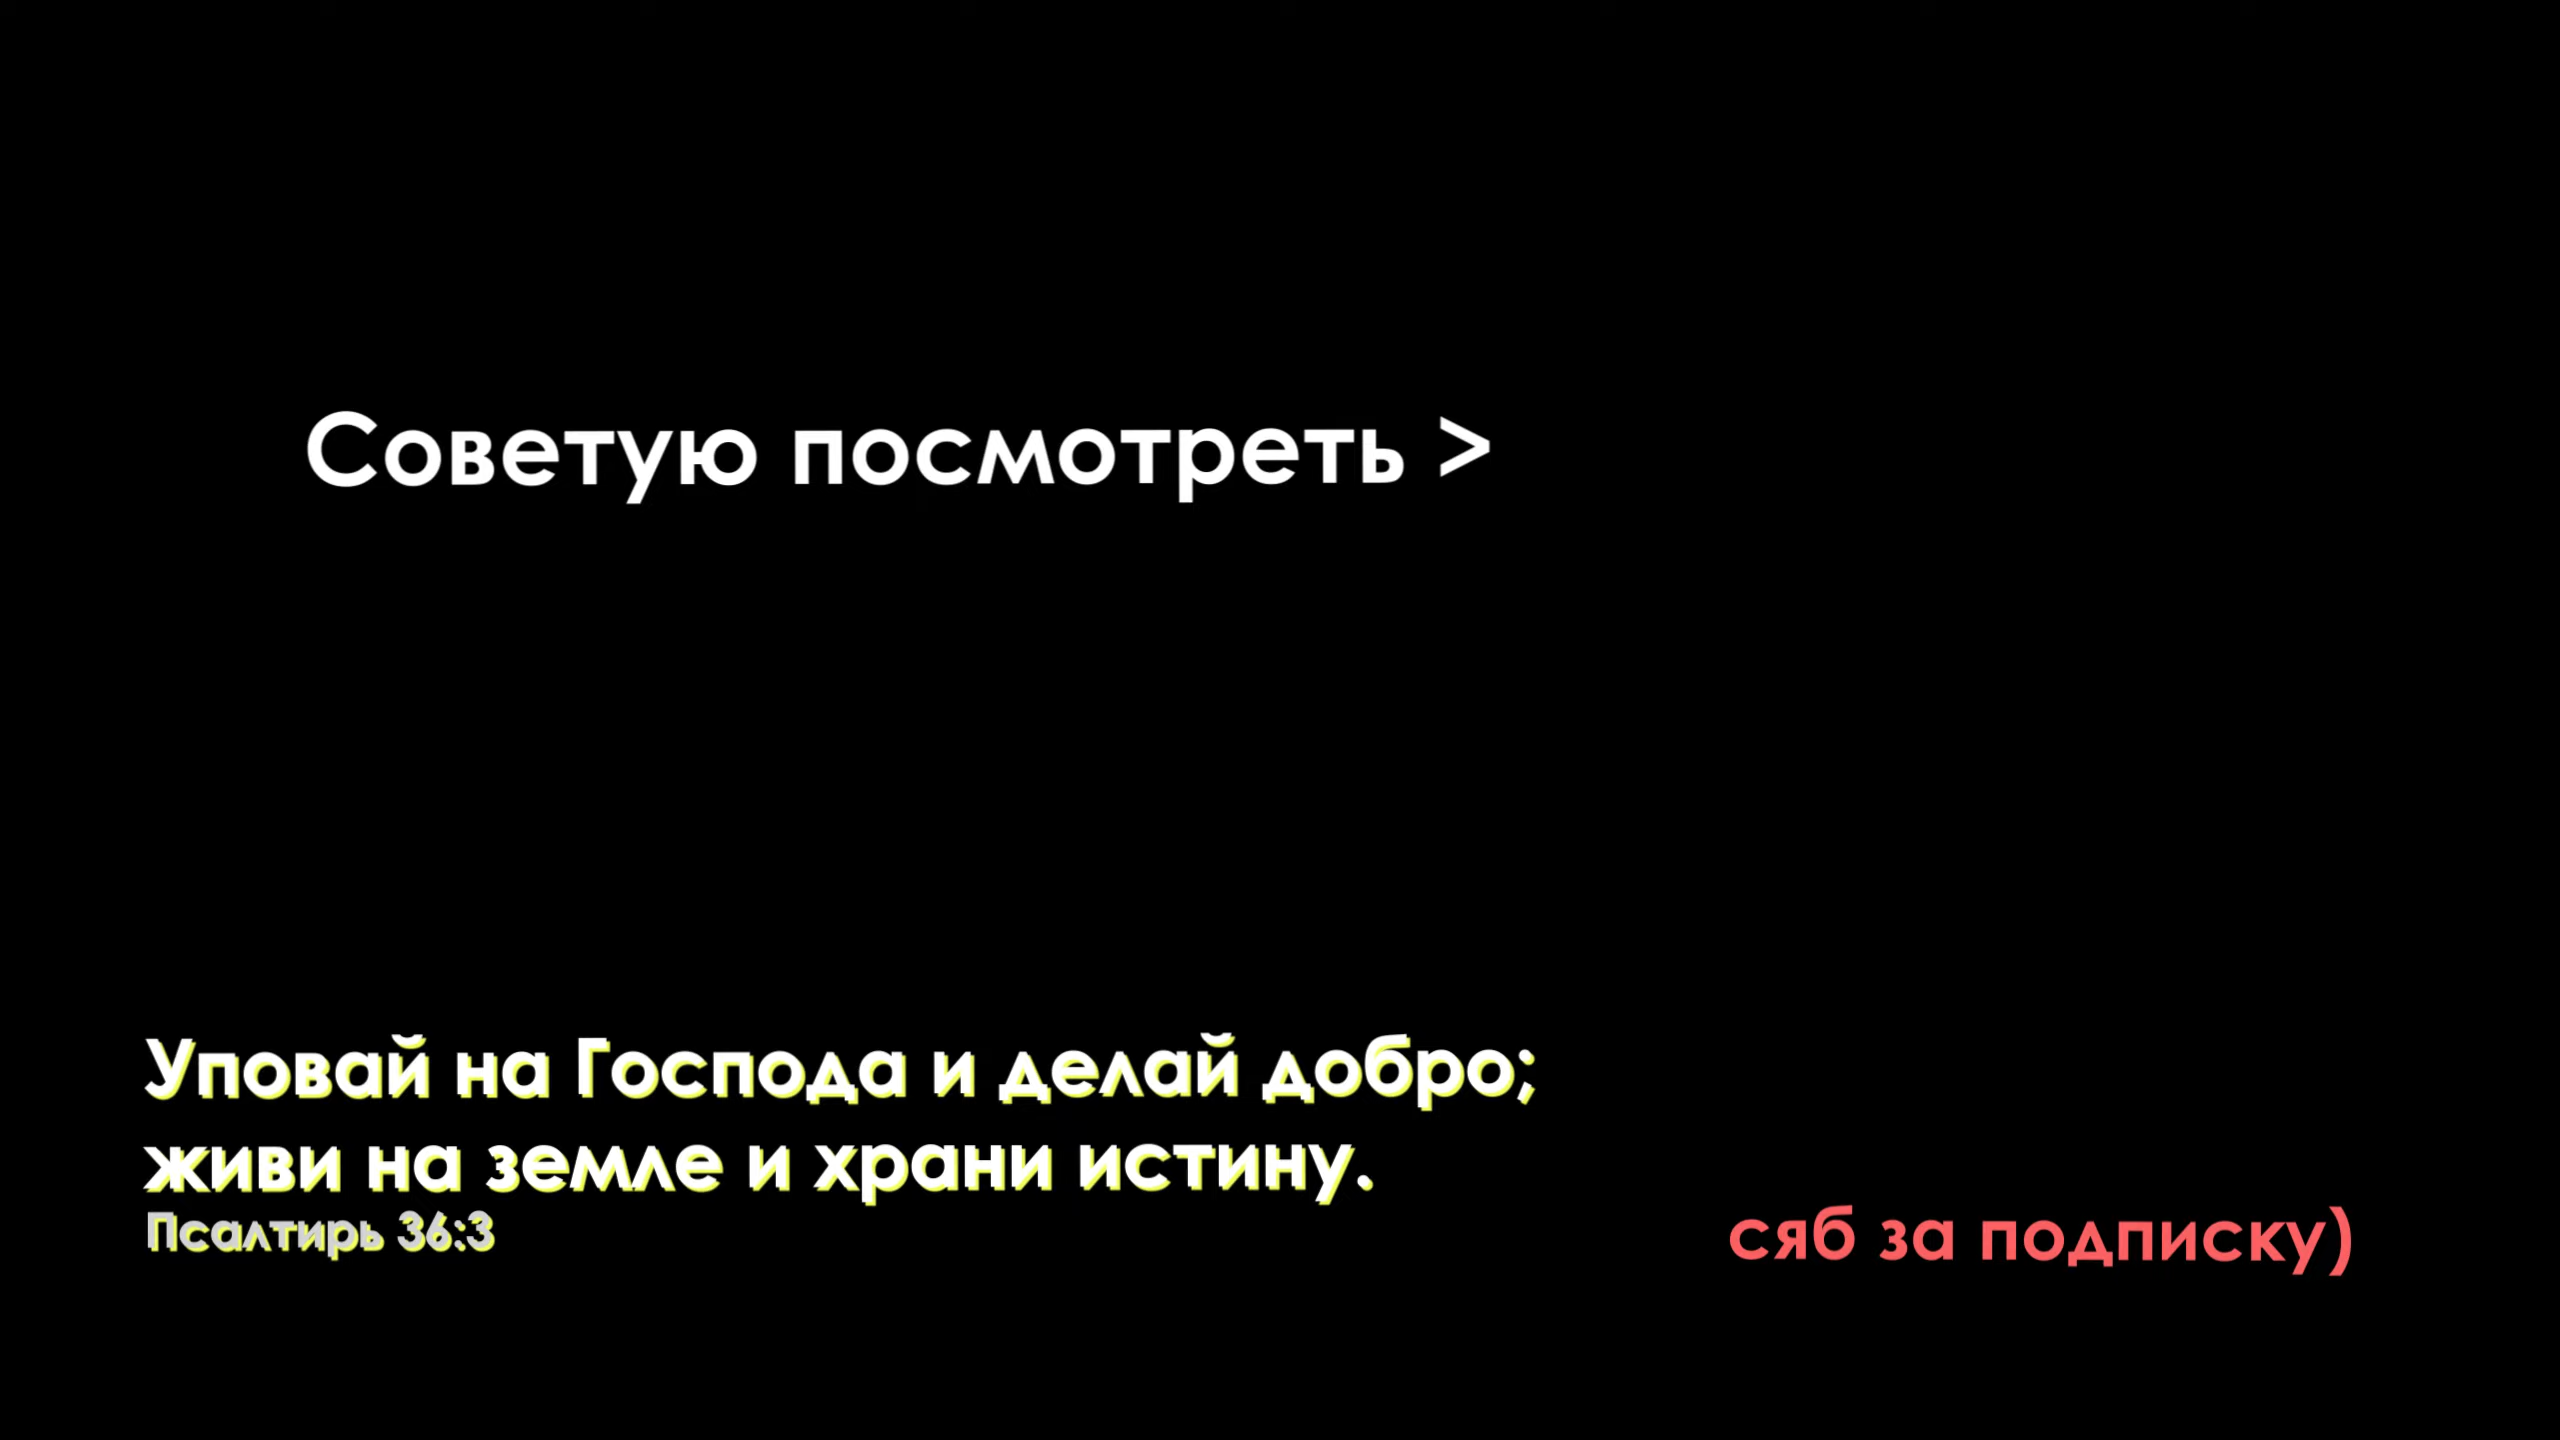 Советую посмотреть >
Уповай на Господа и делай добро;
живи на земле и храни истину.
Псалтирь 36:3
сяб за подписку)